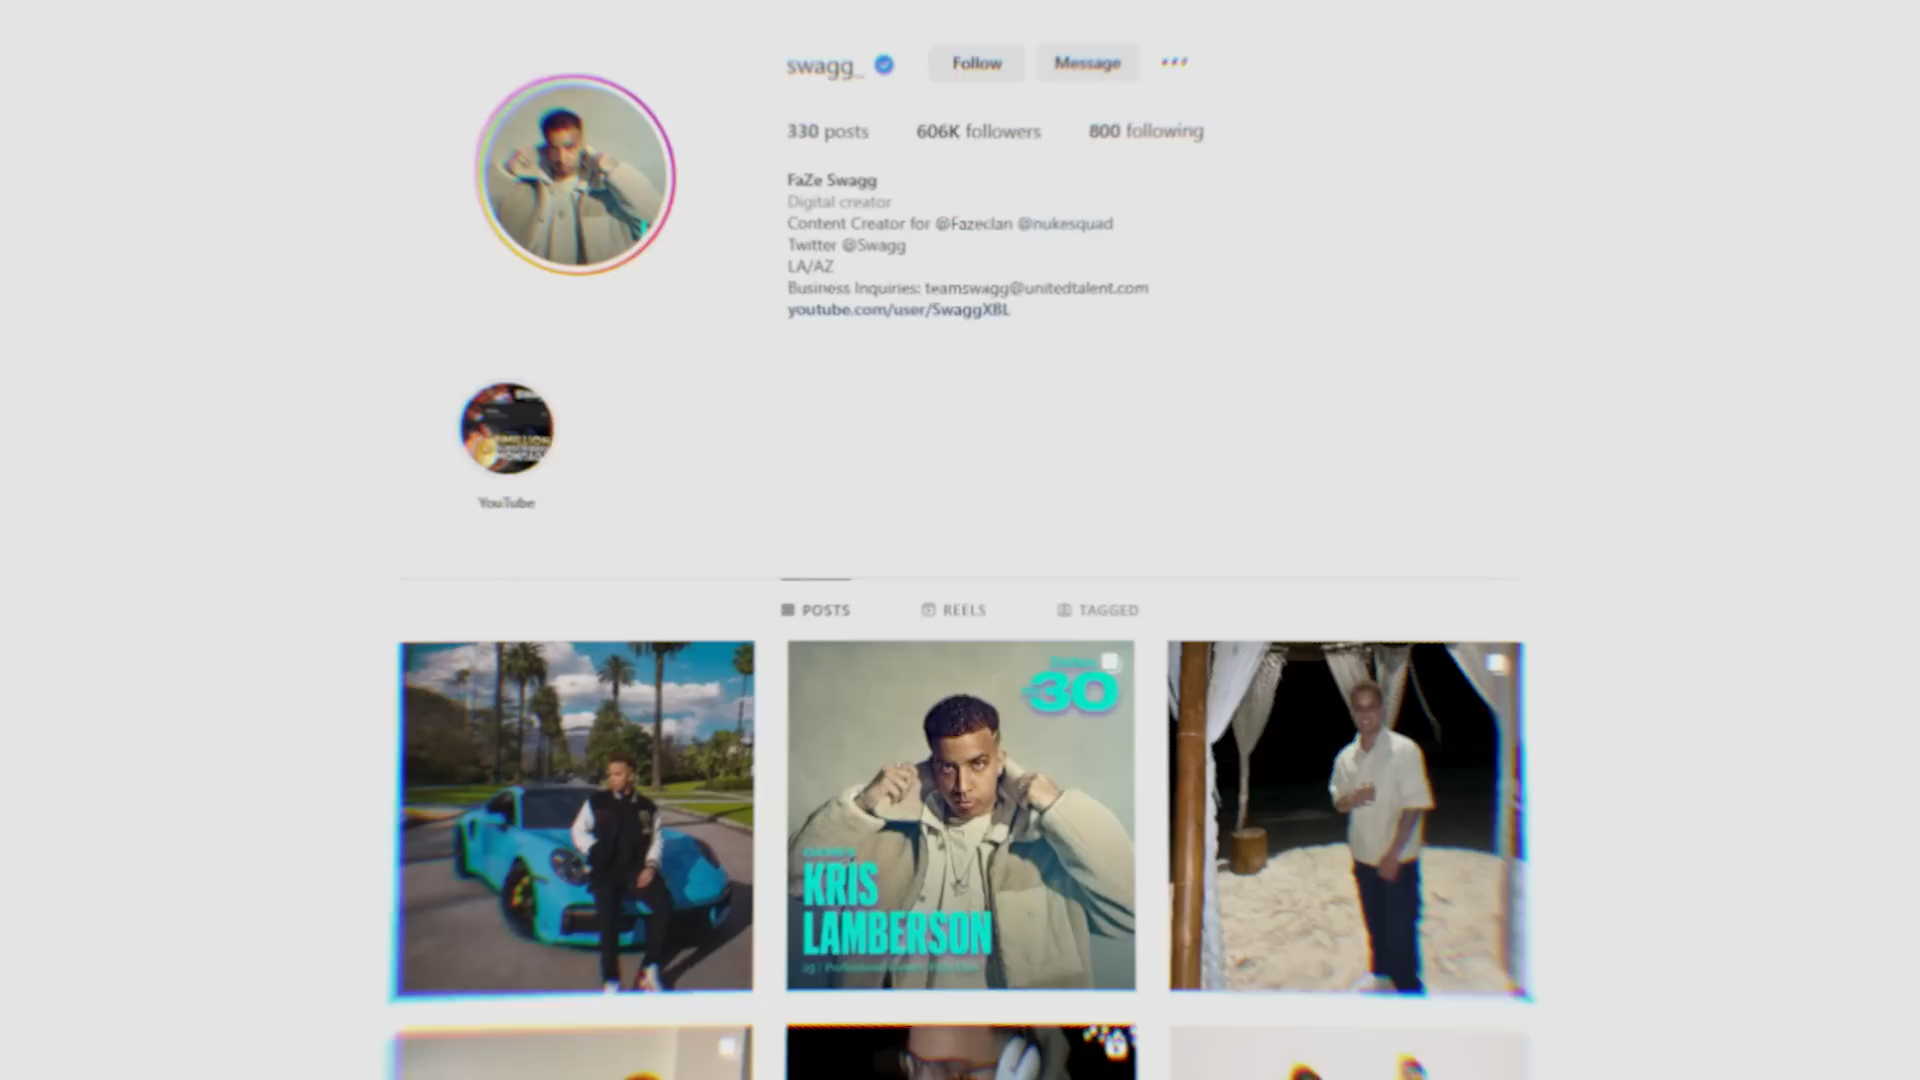 swagg_ Follow Message
330 posts 606K followers 800 following
FaZe Swagg
Digital creator
Content Creator for @Fazeclan @nukesquad
Twitter @Swagg
LA/AZ
Business Inquiries: teamswagg@unitedtalent.com
youtube.com/user/SwaggXBL
YouTube
POSTS REELS TAGGED
30
GAMES
KRIS
LAMBERSON